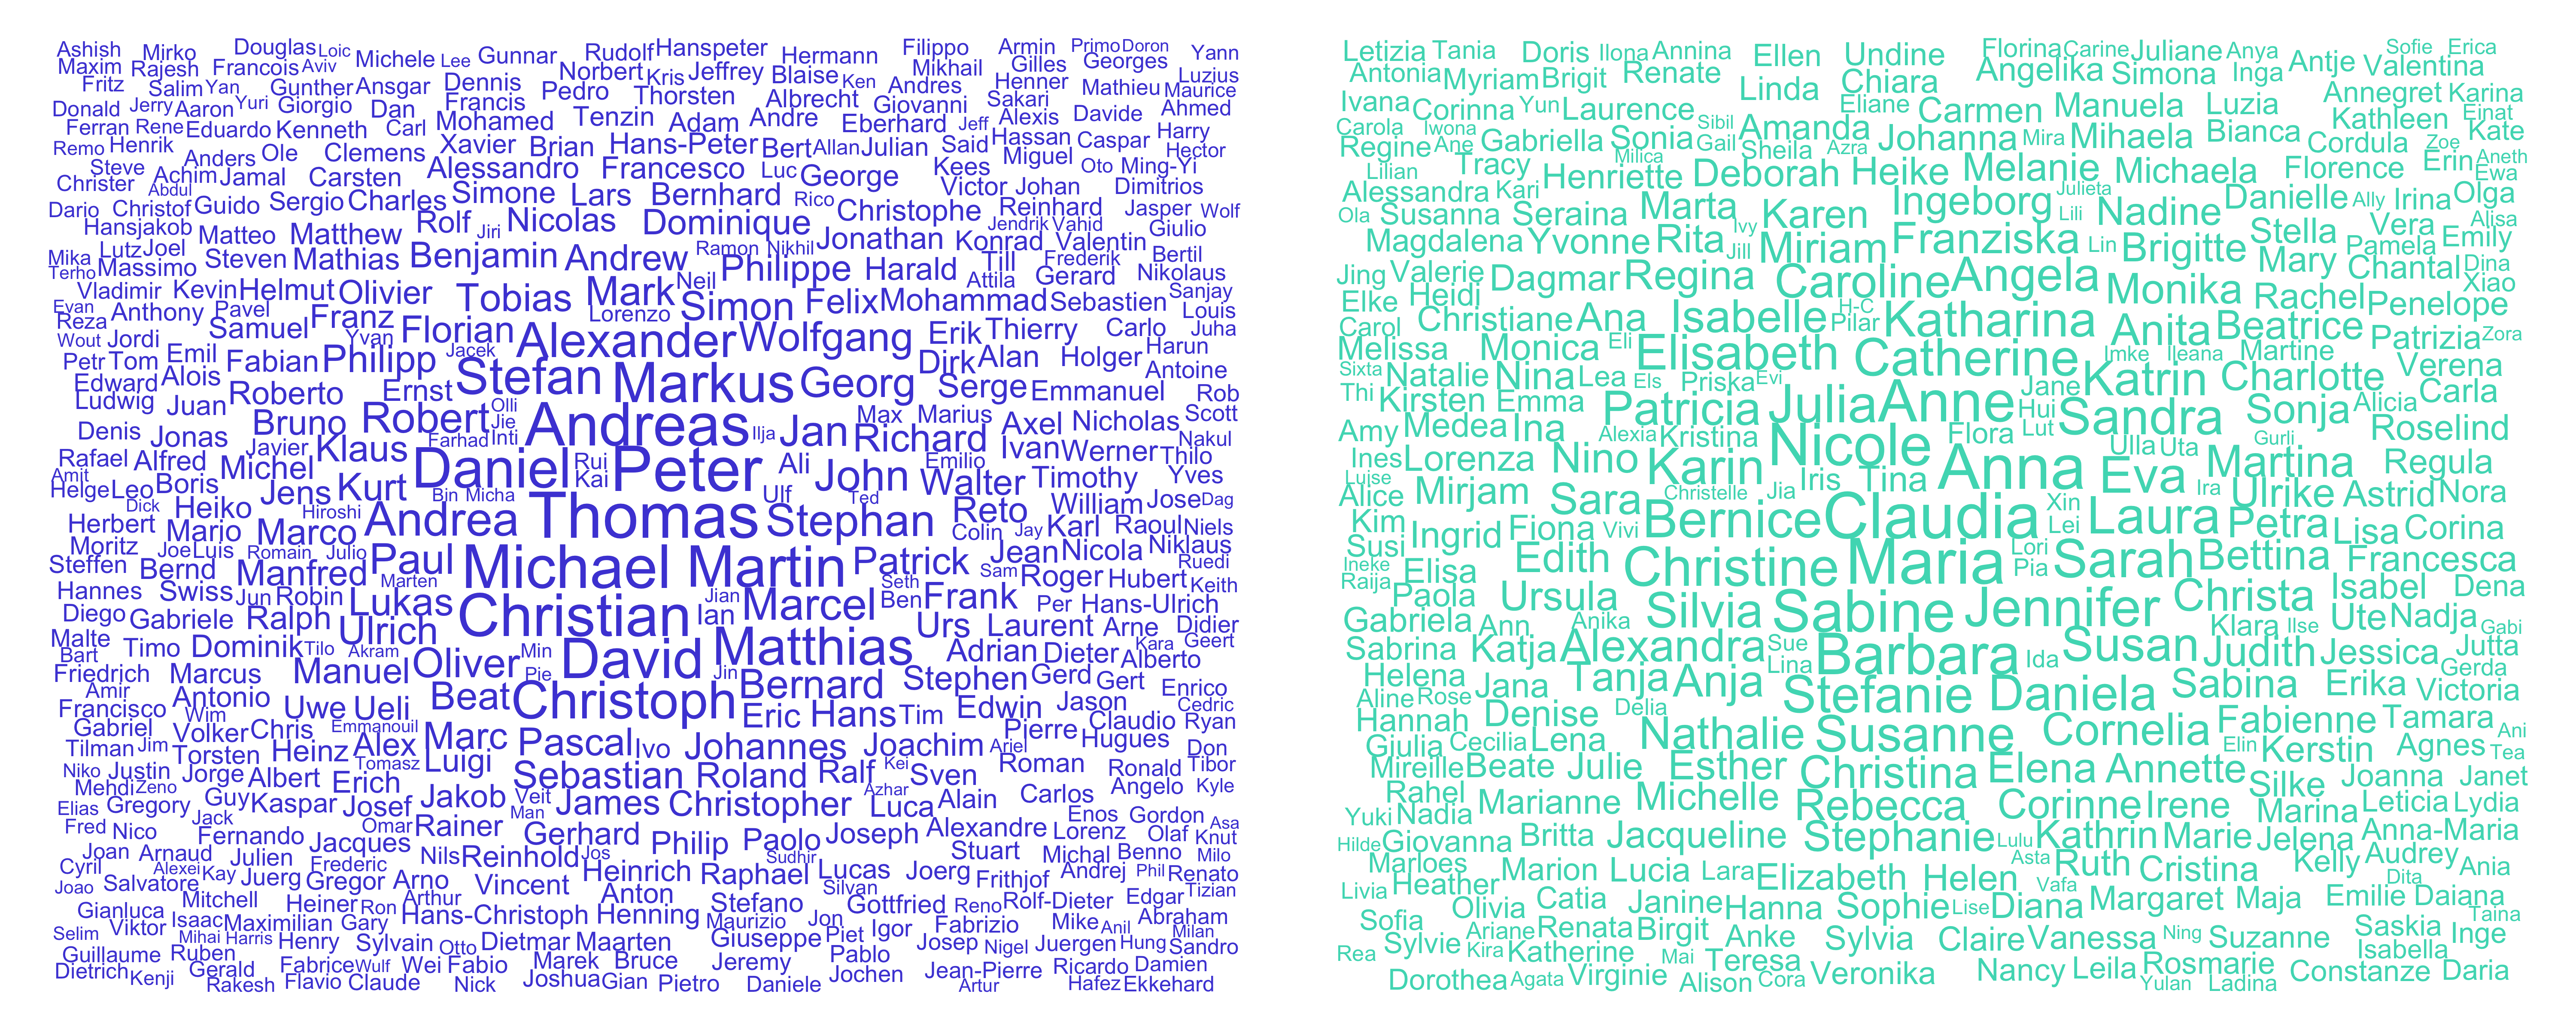 Ashish Mirko Douglas Loic Michele Lee Gunnar Rudolf Hanspeter Hermann Filippo Armin Primo Doron Yann
Maxim Rajesh Francois Aviv Norbert Kris Jeffrey Blaise Ken Mikhail Gilles Georges Luzius
Fritz Salim Yan Gunther Ansgar Dennis Pedro Thorsten Albrecht Andres Henner Mathieu Maurice
Donald Jerry Aaron Yuri Giorgio Dan Francis Tenzin Adam Andre Giovanni Sakari Alexis Davide Ahmed
Ferran Rene Eduardo Kenneth Carl Mohamed Eberhard Jeff Hassan Caspar Harry
Remo Henrik Anders Ole Clemens Xavier Brian Hans-Peter Bert Allan Julian Said Miguel Hector
Steve Achim Jamal Carsten Alessandro Francesco Luc George Kees Oto Ming-Yi
Christer Abdul Simone Lars Bernhard Rico Victor Johan Dimitrios
Dario Christof Guido Sergio Charles Christophe Reinhard Jasper Wolf
Hansjakob Matteo Matthew Rolf Jiri Nicolas Dominique Jonathan Konrad Jendrik Vahid Valentin Giulio
Mika Lutz Joel Steven Mathias Benjamin Andrew Ramon Nikhil Philippe Harald Till Frederik Bertil
Terho Massimo Neil Attila Gerard Nikolaus
Vladimir Kevin Helmut Olivier Tobias Mark Simon Felix Mohammad Sebastien Sanjay
Evan Anthony Pavel Lorenzo Louis
Reza Samuel Franz Florian Alexander Wolfgang Erik Thierry Carlo Juha
Wout Jordi Yvan Jacek Harun
Petr Tom Emil Fabian Philipp Dirk Alan Holger Antoine
Edward Alois Roberto Ernst Stefan Markus Georg Serge Emmanuel Rob
Ludwig Juan Bruno Robert Olli Andreas Max Marius Axel Nicholas Scott
Denis Jonas Javier Klaus Farhad Jie Inti Ilja Jan Richard Ivan Werner Nakul
Rafael Alfred Michel Daniel Rui Peter Ali Emilio Thilo
Amit Helge Leo Boris Jens Kurt Bin Micha Kai Ulf John Walter Timothy Yves
Dick Heiko Hiroshi Ted William Jose Dag
Herbert Mario Marco Andrea Thomas Stephan Reto Colin Jay Karl Raoul Niels
Moritz Joe Luis Romain Julio Paul Michael Martin Patrick Jean Nicola Niklaus
Steffen Bernd Manfred Marten Seth Sam Roger Hubert Ruedi
Hannes Swiss Jun Robin Lukas Christian Jian Ian Marcel Ben Frank Per Hans-Ulrich Keith
Diego Gabriele Ralph Ulrich Urs Laurent Arne Didier
Malte Timo Dominik Tilo Akram Oliver Min David Matthias Adrian Dieter Kara Geert
Bart Alberto
Friedrich Marcus Manuel Pie Jin Bernard Stephen Gerd Gert Enrico
Amir Antonio Beat Christoph Edwin Jason Cedric
Francisco Wim Uwe Ueli Eric Hans Tim Pierre Claudio Ryan
Gabriel Volker Chris Emmanouil Marc Pascal Ivo Johannes Joachim Ariel Hugues
Tilman Jim Torsten Heinz Alex Tomasz Luigi Kei Roman Don
Niko Justin Jorge Albert Erich Sebastian Roland Ralf Sven Ronald Tibor
Mehdi Zeno Guy Kaspar Josef Jakob Veit James Christopher Azhar Luca Alain Carlos Angelo Kyle
Elias Gregory Jack Man Enos Gordon Asa
Fred Nico Fernando Jacques Omar Rainer Gerhard Philip Paolo Joseph Alexandre Lorenz Olaf Knut
Joan Arnaud Julien Frederic Nils Reinhold Jos Sudhir Stuart Michal Benno Milo
Cyril Alexei Kay Juerg Gregor Arno Vincent Heinrich Raphael Lucas Joerg Frithjof Andrej Phil Renato
Joao Salvatore Arthur Anton Silvan Tizian
Mitchell Heiner Ron Stefano Gottfried Reno Rolf-Dieter Edgar
Gianluca Isaac Maximilian Gary Hans-Christoph Henning Maurizio Jon Fabrizio Mike Anil Abraham
Viktor Igor Milan
Selim Mihai Harris Henry Sylvain Otto Dietmar Maarten Giuseppe Piet Josep Nigel Juergen Hung Sandro
Guillaume Ruben Fabrice Wulf Wei Fabio Marek Bruce Jeremy Pablo Ricardo Damien
Dietrich Kenji Gerald Flavio Claude Nick Joshua Gian Pietro Daniele Jochen Jean-Pierre Hafez Ekkehard
Rakesh Artur
Letizia Tania Doris Ilona Annina Ellen Undine Florina Carine Juliane Anya Sofie Erica
Antonia Myriam Brigit Renate Linda Chiara Angelika Simona Inga Antje Valentina
Ivana Corinna Yun Laurence Eliane Carmen Manuela Luzia Annegret Karina
Carola Iwona Sibil Amanda Kathleen Einat
Regine Ane Gabriella Sonia Gail Sheila Azra Johanna Mira Mihaela Bianca Cordula Zoe Kate
Lilian Tracy Milica Henriette Deborah Heike Melanie Michaela Florence Erin Aneth Ewa
Alessandra Kari Marta Karen Ingeborg Julieta Danielle Ally Irina Olga
Ola Susanna Seraina Ivy Lili Nadine Stella Vera Alisa
Magdalena Yvonne Rita Jill Miriam Franziska Lin Brigitte Pamela Emily
Jing Valerie Dagmar Regina Caroline Angela Mary Chantal Dina
Elke Heidi H-C Monika Rachel Penelope Xiao
Carol Christiane Ana Isabelle Pilar Katharina Anita Beatrice Patrizia Zora
Melissa Monica Eli Elisabeth Catherine Imke Ileana Martine Verena
Sixta Natalie Nina Lea Els Priska Evi Jane Katrin Charlotte
Thi Kirsten Emma Patricia Julia Anne Hui Sandra Sonja Alicia Carla
Amy Medea Ina Alexia Kristina Nicole Flora Lut Ulla Uta Gurli Roselind
Ines Lorenza Nino Karin Anna Eva Martina Regula
Luise Alice Mirjam Sara Christelle Jia Iris Tina Ira Ulrike Astrid Nora
Kim Ingrid Fiona Vivi Bernice Claudia Xin Lei Laura Petra Lisa Corina
Susi Edith Lori Sarah Bettina Francesca
Ineke Raija Elisa Christine Maria Pia
Paola Ursula Silvia Sabine Jennifer Christa Isabel Dena
Gabriela Ann Anika Klara Ilse Ute Nadja Gabi
Sabrina Katja Alexandra Sue Lina Barbara Ida Susan Judith Jessica Jutta
Helena Gerda
Aline Rose Jana Tanja Anja Stefanie Daniela Sabina Erika Victoria
Hannah Denise Delia Fabienne Tamara Ani
Giulia Cecilia Lena Nathalie Susanne Cornelia Elin Kerstin Agnes Tea
Mireille Beate Julie Esther Christina Elena Annette Silke Joanna Janet
Rahel Marianne Michelle Rebecca Corinne Irene Marina Leticia Lydia
Yuki Nadia
Hilde Giovanna Britta Jacqueline Stephanie Lulu Kathrin Marie Jelena Anna-Maria
Marloes Marion Lucia Lara Elizabeth Helen Asta Ruth Cristina Kelly Audrey Ania
Livia Heather Vafa Dita
Sofia Olivia Catia Janine Hanna Sophie Lise Diana Margaret Maja Emilie Daiana
Ariane Renata Birgit Anke Sylvia Claire Vanessa Ning Suzanne Saskia Inge Taina
Rea Sylvie Kira Katherine Mai Teresa Isabella
Dorothea Agata Virginie Alison Cora Veronika Nancy Leila Rosmarie Constanze Daria
Yulan Ladina